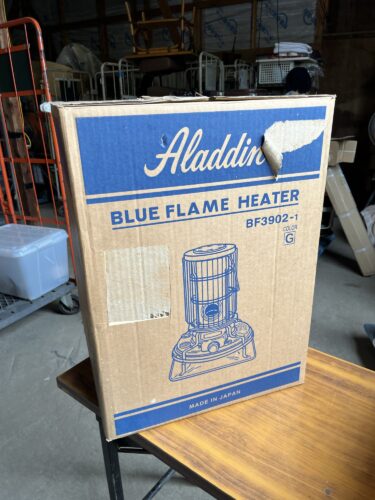 Aladdin
BLUE FLAME HEATER
BF3902-1
COLOR
G
MADE IN JAPAN